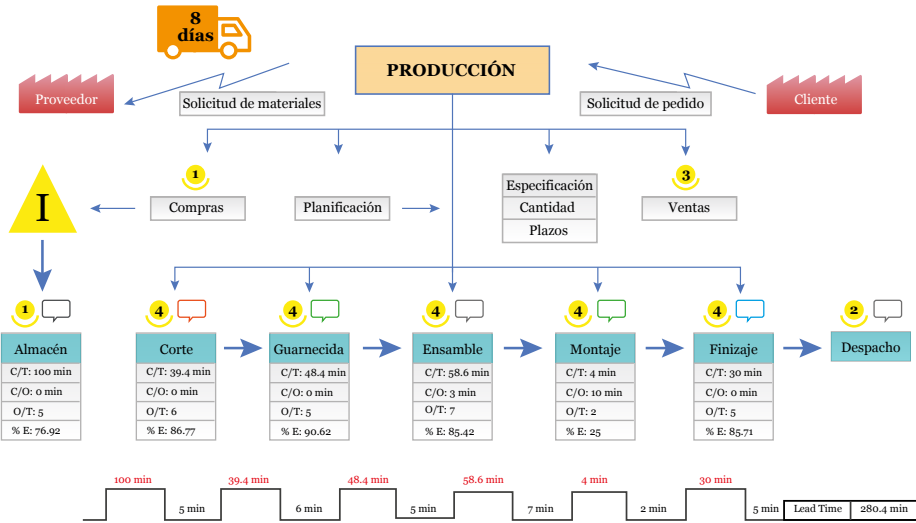 8
días
PRODUCCIÓN
Proveedor
Solicitud de materiales
Solicitud de pedido
Cliente
1
3
I
Compras
Planificación
Especificación
Cantidad
Plazos
Ventas
1
4
4
4
4
4
2
Almacén
C/T: 100 min
C/O: 0 min
O/T: 5
% E: 76.92
Corte
C/T: 39.4 min
C/O: 0 min
O/T: 6
% E: 86.77
Guarnecida
C/T: 48.4 min
C/O: 0 min
O/T: 5
% E: 90.62
Ensamble
C/T: 58.6 min
C/O: 3 min
O/T: 7
% E: 85.42
Montaje
C/T: 4 min
C/O: 10 min
O/T: 2
% E: 25
Finizaje
C/T: 30 min
C/O: 0 min
O/T: 5
% E: 85.71
Despacho
100 min
39.4 min
48.4 min
58.6 min
4 min
30 min
5 min
6 min
5 min
7 min
2 min
5 min
Lead Time
280.4 min